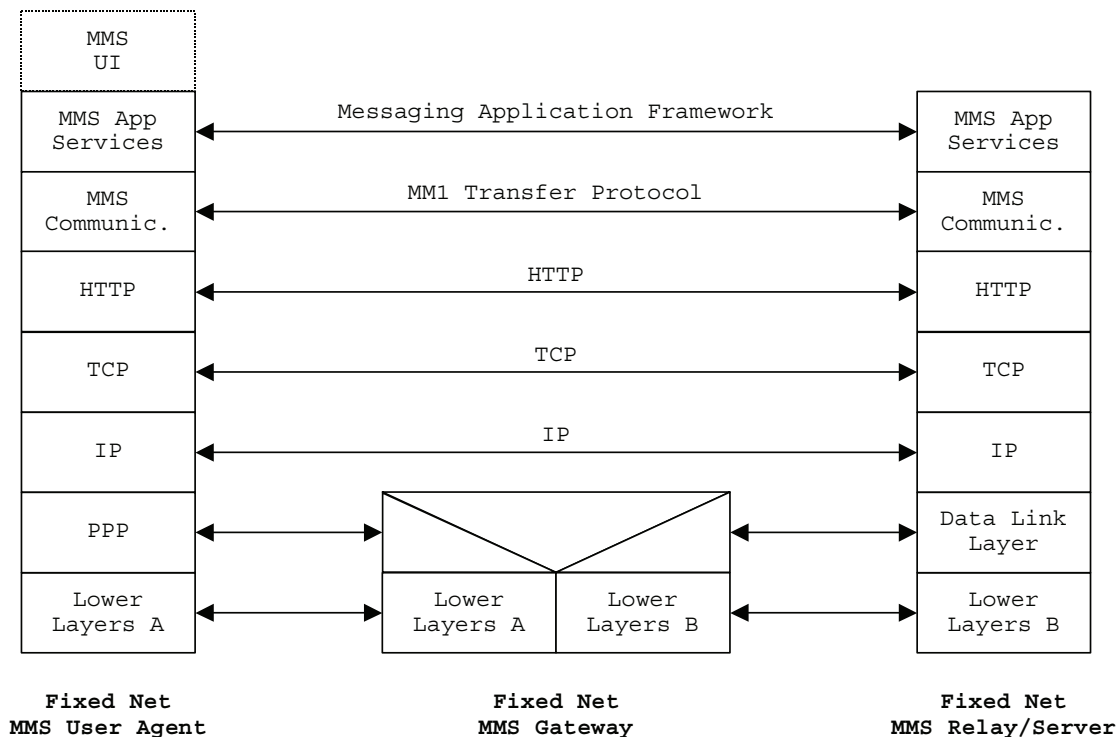 MMS
UI
MMS App
Services
Messaging Application Framework
MMS App
Services
MMS
Communic.
MM1 Transfer Protocol
MMS
Communic.
HTTP
HTTP
HTTP
TCP
TCP
TCP
IP
IP
IP
PPP
Data Link
Layer
Lower
Layers A
Lower
Layers A
Lower
Layers B
Lower
Layers B
Fixed Net
MMS User Agent
Fixed Net
MMS Gateway
Fixed Net
MMS Relay/Server